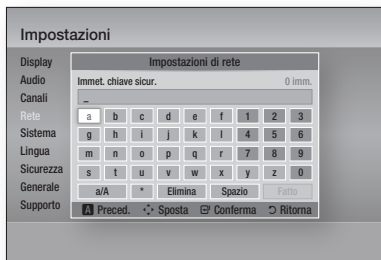 Impostazioni
Display
Audio
Canali
Rete
Sistema
Lingua
Sicurezza
Generale
Supporto
Impostazioni di rete
Immet. chiave sicur. 0 imm.
_
a b c d e f 1 2 3
g h i j k l 4 5 6
m n o p q r 7 8 9
s t u v w x y z 0
a/A * Elimina Spazio Fatto
A Preced. Sposta Conferma Ritorna